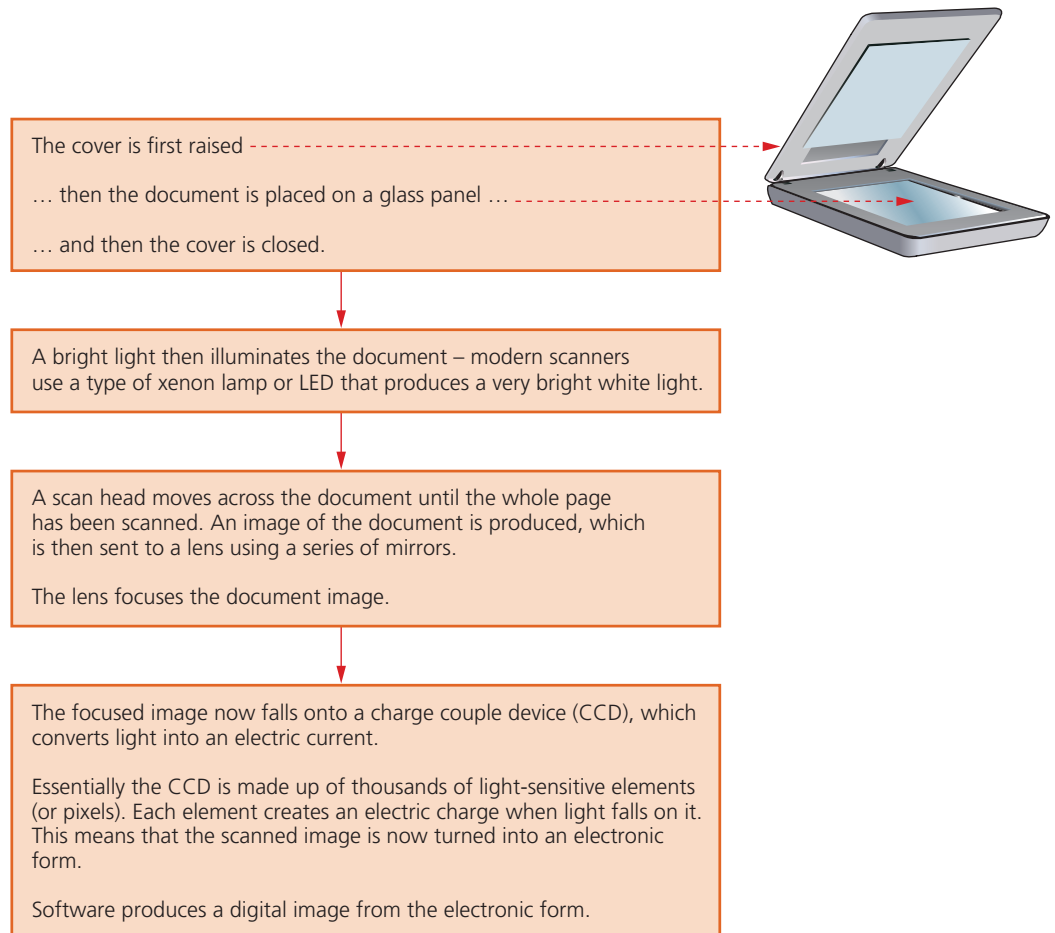 The cover is first raised
… then the document is placed on a glass panel …
… and then the cover is closed.
A bright light then illuminates the document – modern scanners
use a type of xenon lamp or LED that produces a very bright white light.
A scan head moves across the document until the whole page
has been scanned. An image of the document is produced, which
is then sent to a lens using a series of mirrors.
The lens focuses the document image.
The focused image now falls onto a charge couple device (CCD), which
converts light into an electric current.
Essentially the CCD is made up of thousands of light-sensitive elements
(or pixels). Each element creates an electric charge when light falls on it.
This means that the scanned image is now turned into an electronic
form.
Software produces a digital image from the electronic form.